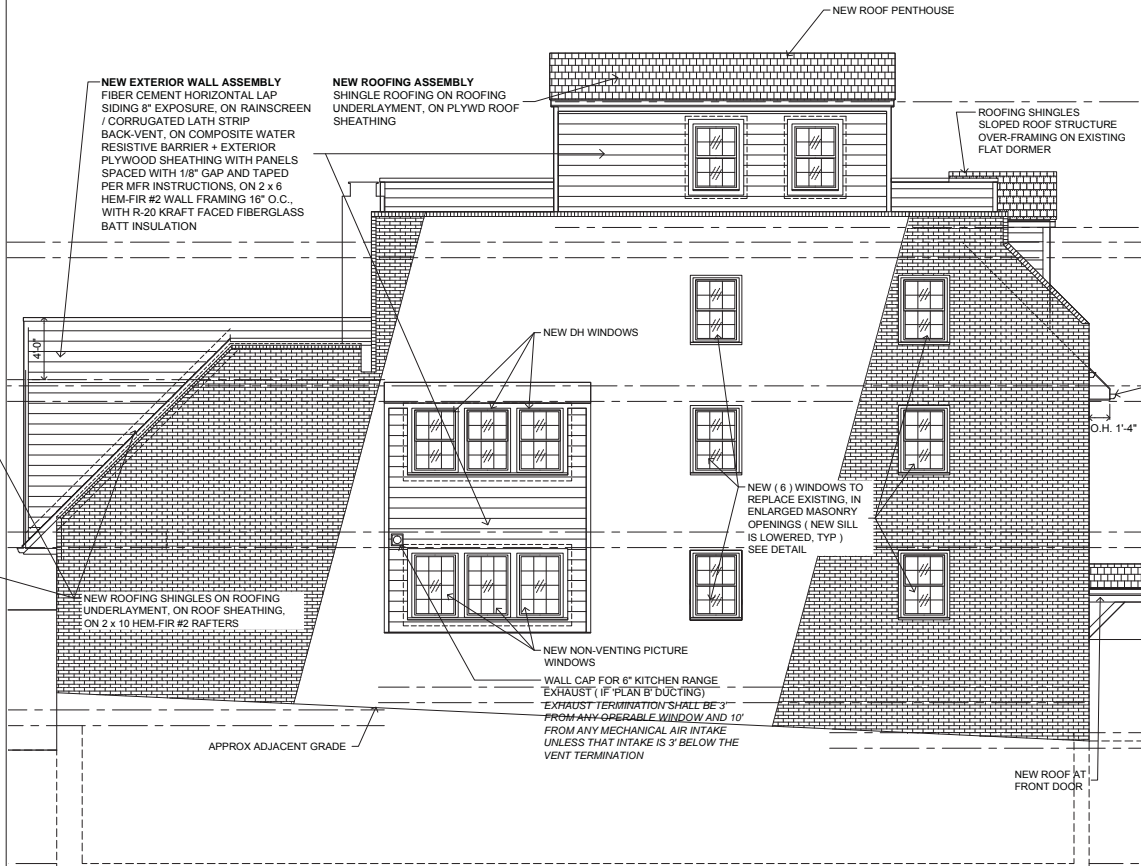 NEW ROOF PENTHOUSE
NEW EXTERIOR WALL ASSEMBLY
FIBER CEMENT HORIZONTAL LAP
SIDING 8" EXPOSURE, ON RAINSCREEN
/ CORRUGATED LATH STRIP
BACK-VENT, ON COMPOSITE WATER
RESISTIVE BARRIER + EXTERIOR
PLYWOOD SHEATHING WITH PANELS
SPACED WITH 1/8" GAP AND TAPED
PER MFR INSTRUCTIONS, ON 2 x 6
HEM-FIR #2 WALL FRAMING 16" O.C.,
WITH R-20 KRAFT FACED FIBERGLASS
BATT INSULATION
NEW ROOFING ASSEMBLY
SHINGLE ROOFING ON ROOFING
UNDERLAYMENT, ON PLYWD ROOF
SHEATHING
ROOFING SHINGLES
SLOPED ROOF STRUCTURE
OVER-FRAMING ON EXISTING
FLAT DORMER
4'-0"
NEW DH WINDOWS
O.H. 1'-4"
NEW ( 6 ) WINDOWS TO
REPLACE EXISTING, IN
ENLARGED MASONRY
OPENINGS ( NEW SILL
IS LOWERED, TYP )
SEE DETAIL
NEW ROOFING SHINGLES ON ROOFING
UNDERLAYMENT, ON ROOF SHEATHING,
ON 2 x 10 HEM-FIR #2 RAFTERS
NEW NON-VENTING PICTURE
WINDOWS
WALL CAP FOR 6" KITCHEN RANGE
EXHAUST ( IF 'PLAN B' DUCTING)
EXHAUST TERMINATION SHALL BE 3'
FROM ANY OPERABLE WINDOW AND 10'
FROM ANY MECHANICAL AIR INTAKE
UNLESS THAT INTAKE IS 3' BELOW THE
VENT TERMINATION
APPROX ADJACENT GRADE
NEW ROOF AT
FRONT DOOR